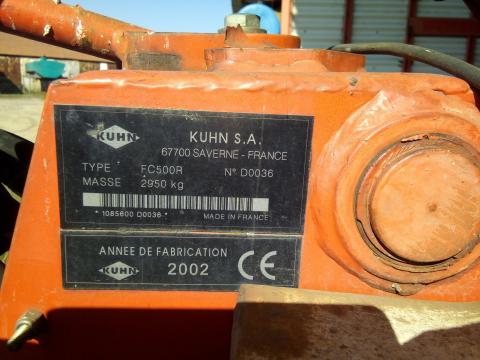 KUHN
KUHN S.A.
67700 SAVERNE - FRANCE
TYPE FC500R N° D0036
MASSE 2950 kg
* 1085600 D0036 *
MADE IN FRANCE
ANNEE DE FABRICATION
KUHN 2002 CE